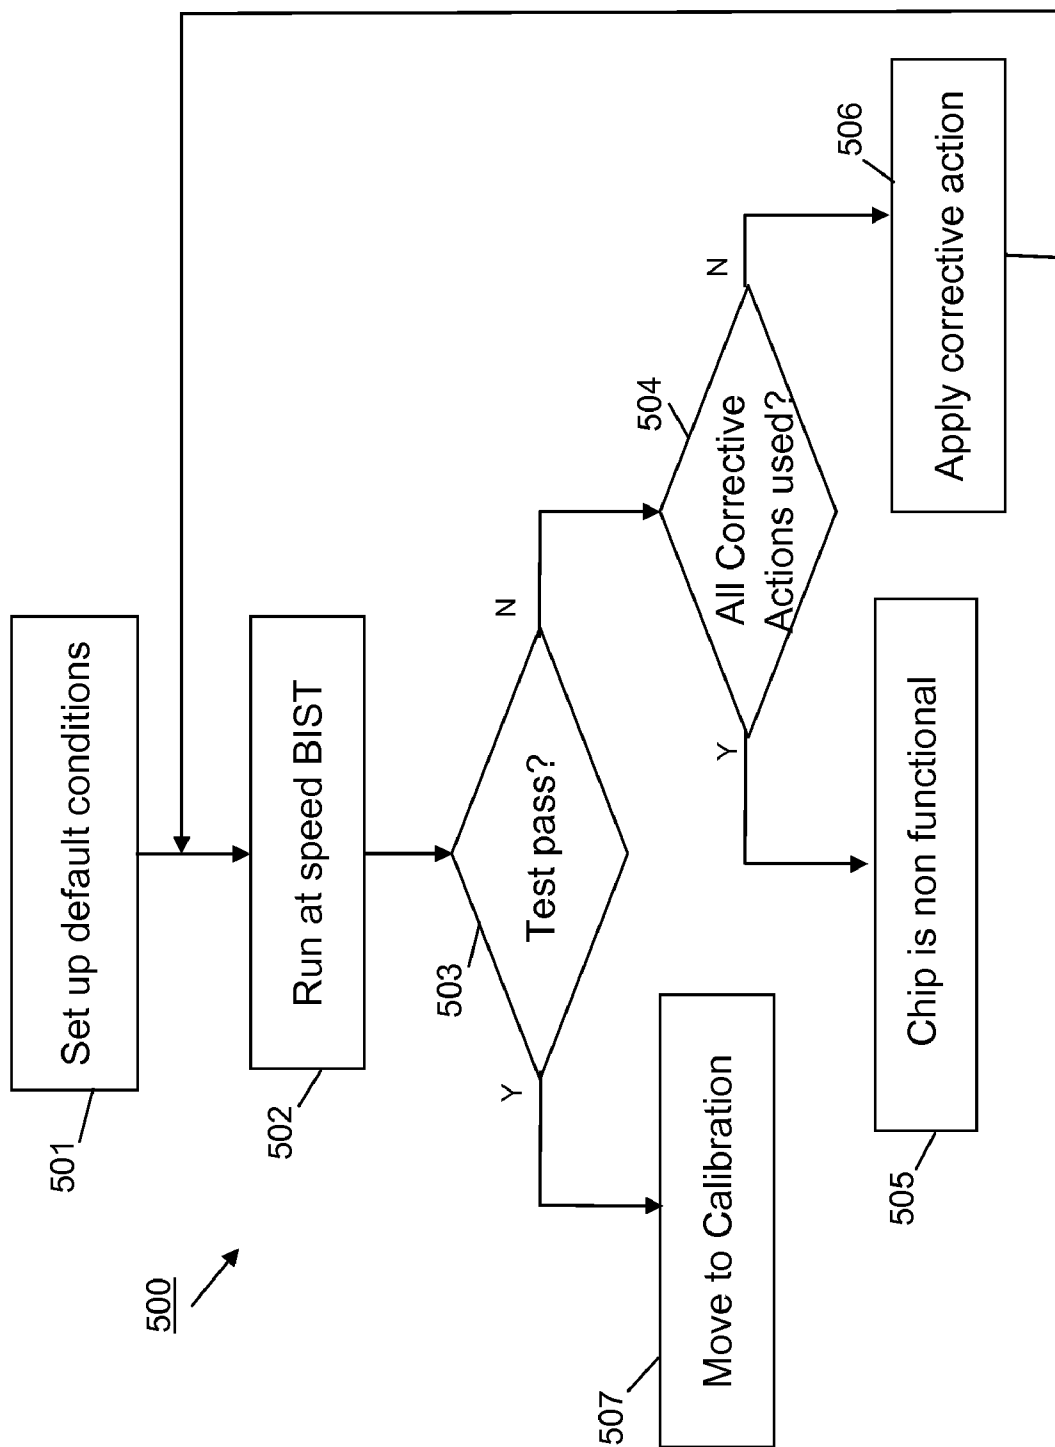 500
501
Set up default conditions
502
Run at speed BIST
503
Test pass?
Y
N
504
All Corrective
Actions used?
Y
N
505
Chip is non functional
506
Apply corrective action
507
Move to Calibration